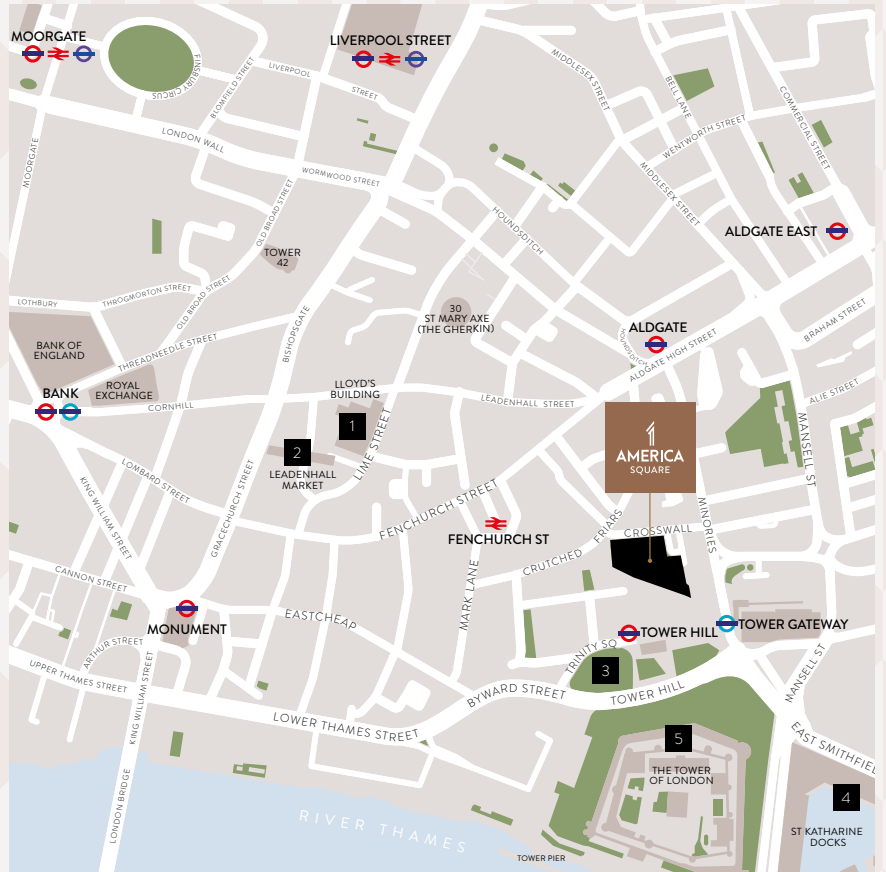 MOORGATE
LIVERPOOL STREET
FINSBURY CIRCUS
BLOMFIELD STREET
LIVERPOOL
STREET
MIDDLESEX STREET
BELL LANE
COMMERCIAL STREET
WENTWORTH STREET
MOORGATE
LONDON WALL
WORMWOOD STREET
MIDDLESEX STREET
OLD BROAD STREET
HOUNDSDITCH
ALDGATE EAST
TOWER
42
THROGMORTON STREET
LOTHBURY
OLD BROAD STREET
30
ST MARY AXE
(THE GHERKIN)
BISHOPSGATE
ALDGATE
HOUNDSDITCH
ALDGATE HIGH STREET
BRAHAM STREET
BANK OF
ENGLAND
THREADNEEDLE STREET
ROYAL
EXCHANGE
BANK
CORNHILL
LLOYD'S
BUILDING
LEADENHALL STREET
ALIE STREET
1
LIME STREET
2
LEADENHALL
MARKET
AMERICA
SQUARE
MANSELL ST
LOMBARD STREET
KING WILLIAM STREET
GRACECHURCH STREET
FENCHURCH STREET
FENCHURCH ST
FRIARS
CROSSWALL
MINORIES
CRUTCHED
CANNON STREET
MARK LANE
MONUMENT
EASTCHEAP
ARTHUR STREET
TOWER HILL
TOWER GATEWAY
TRINITY SQ
3
MANSELL ST
UPPER THAMES STREET
KING WILLIAM STREET
BYWARD STREET
TOWER HILL
LOWER THAMES STREET
EAST SMITHFIEL
5
THE TOWER
OF LONDON
4
LONDON BRIDGE
RIVER THAMES
ST KATHARINE
DOCKS
TOWER PIER